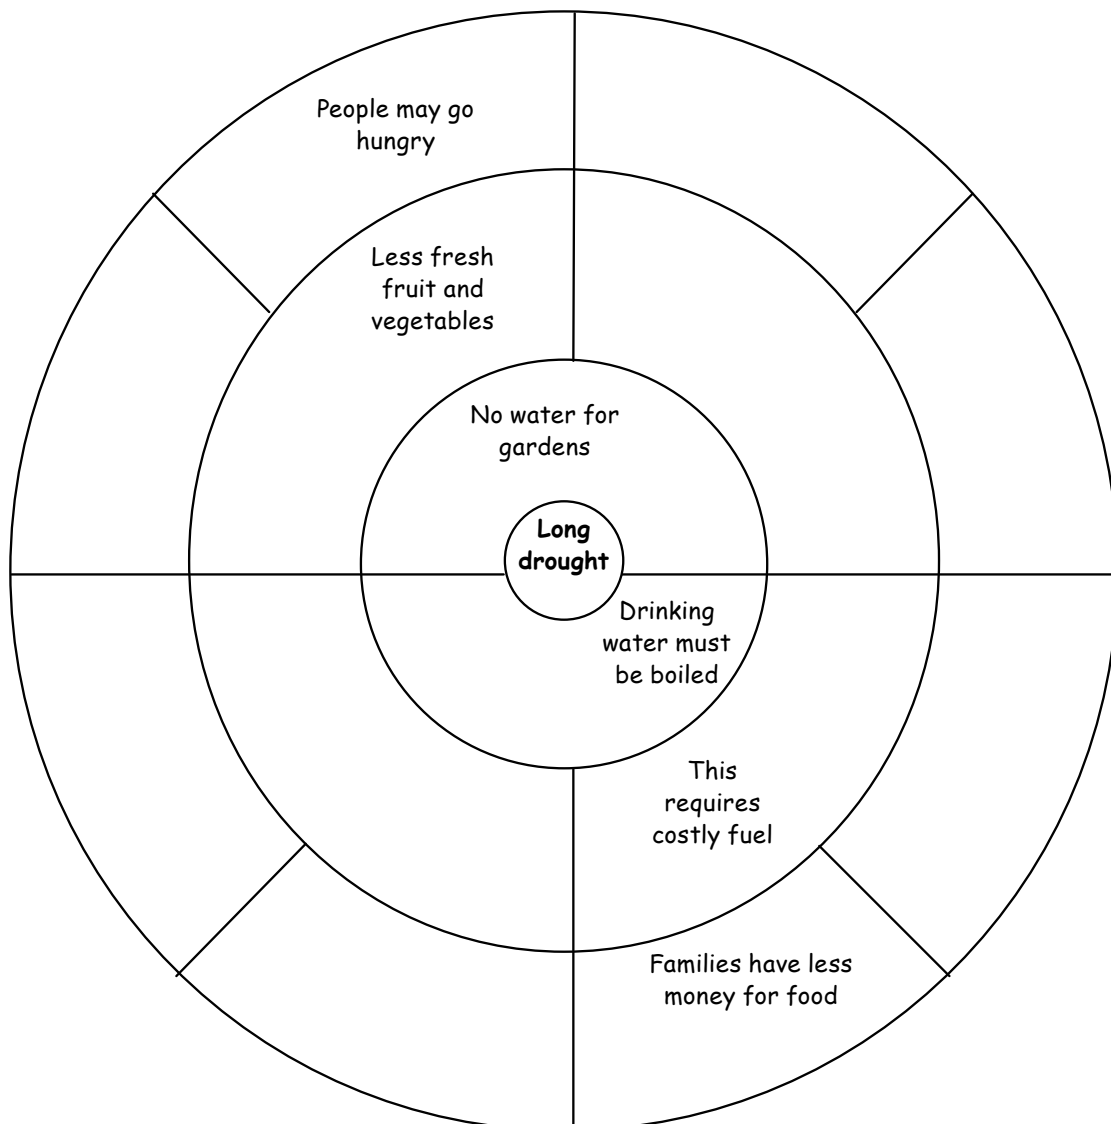 People may go
hungry
Less fresh
fruit and
vegetables
No water for
gardens
Long
drought
Drinking
water must
be boiled
This
requires
costly fuel
Families have less
money for food